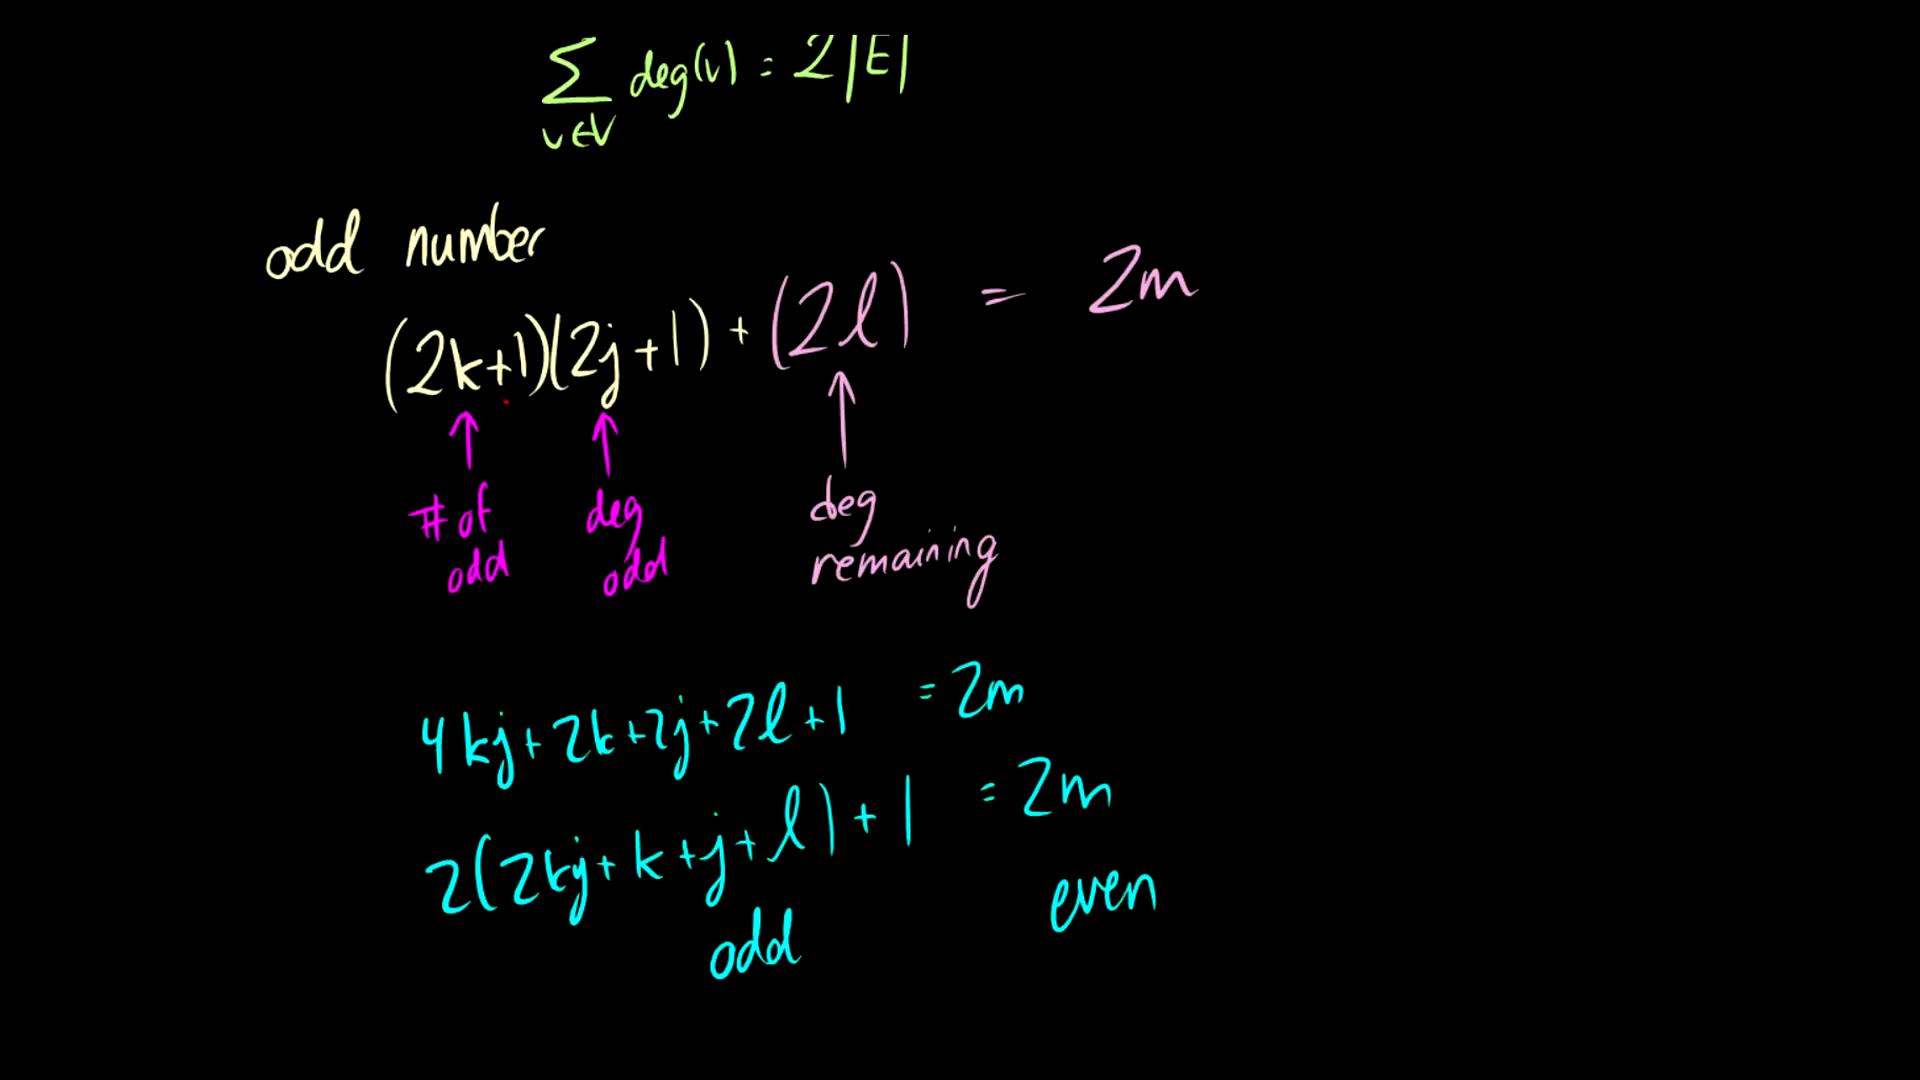 ∑ deg(v) = 2|E|
v∈V
odd number
(2k+1)(2j+1) + (2l) = 2m
# of odd
deg odd
deg remaining
4kj + 2k + 2j + 2l + 1 = 2m
2(2kj + k + j + l) + 1 = 2m
odd
even